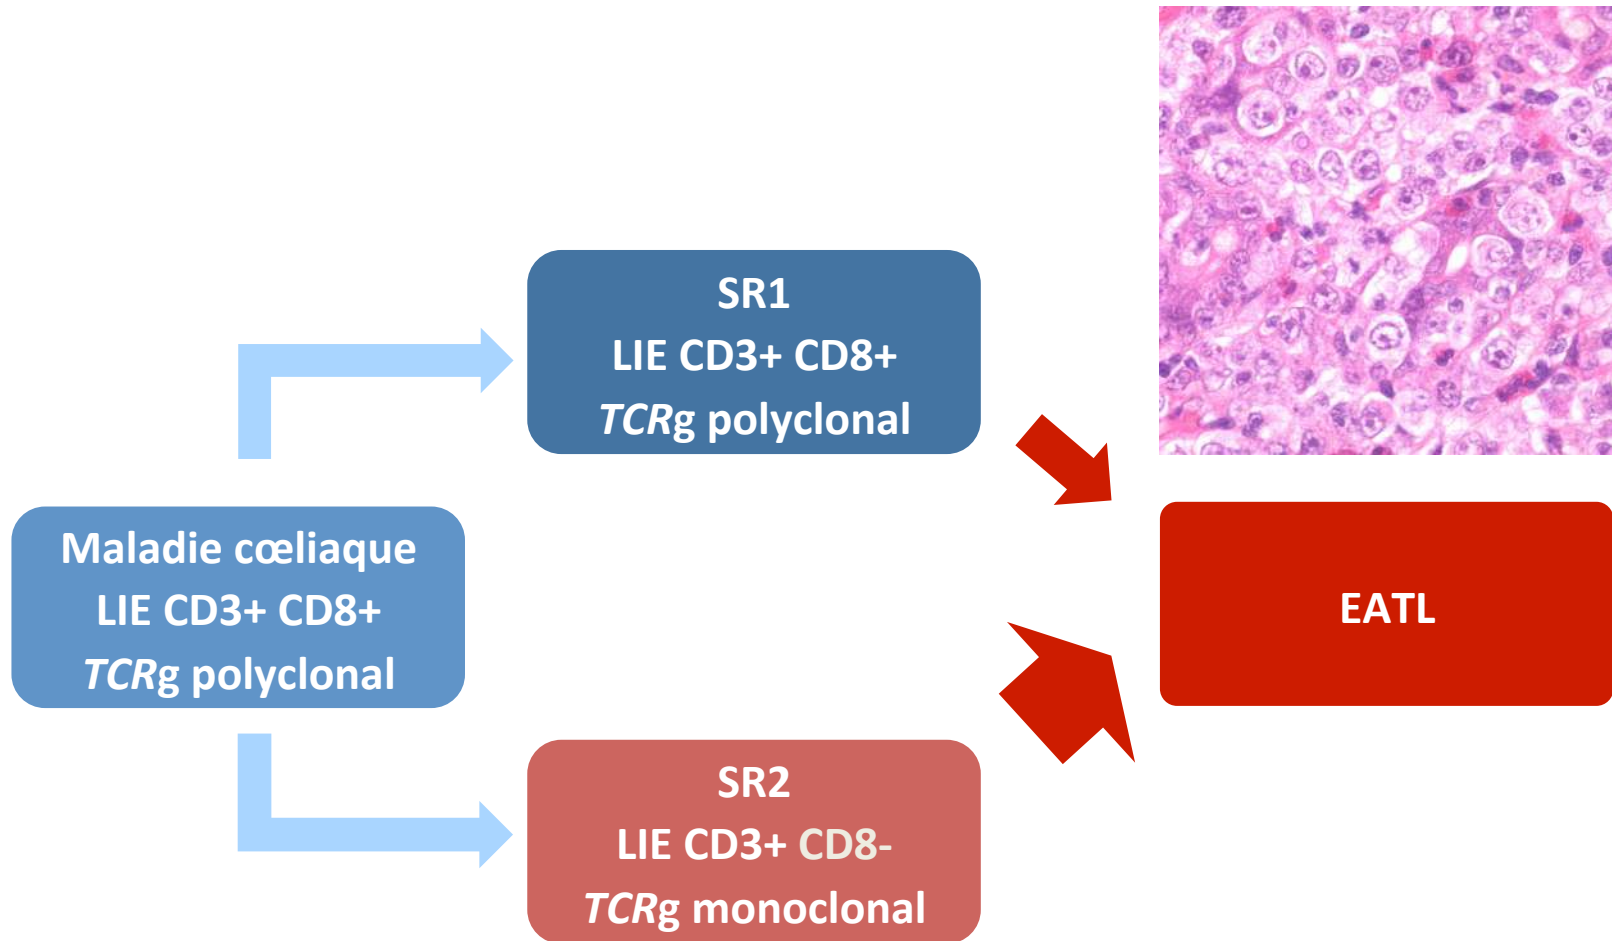 SR1
LIE CD3+ CD8+
TCRg polyclonal
Maladie cœliaque
LIE CD3+ CD8+
TCRg polyclonal
EATL
SR2
LIE CD3+ CD8-
TCRg monoclonal